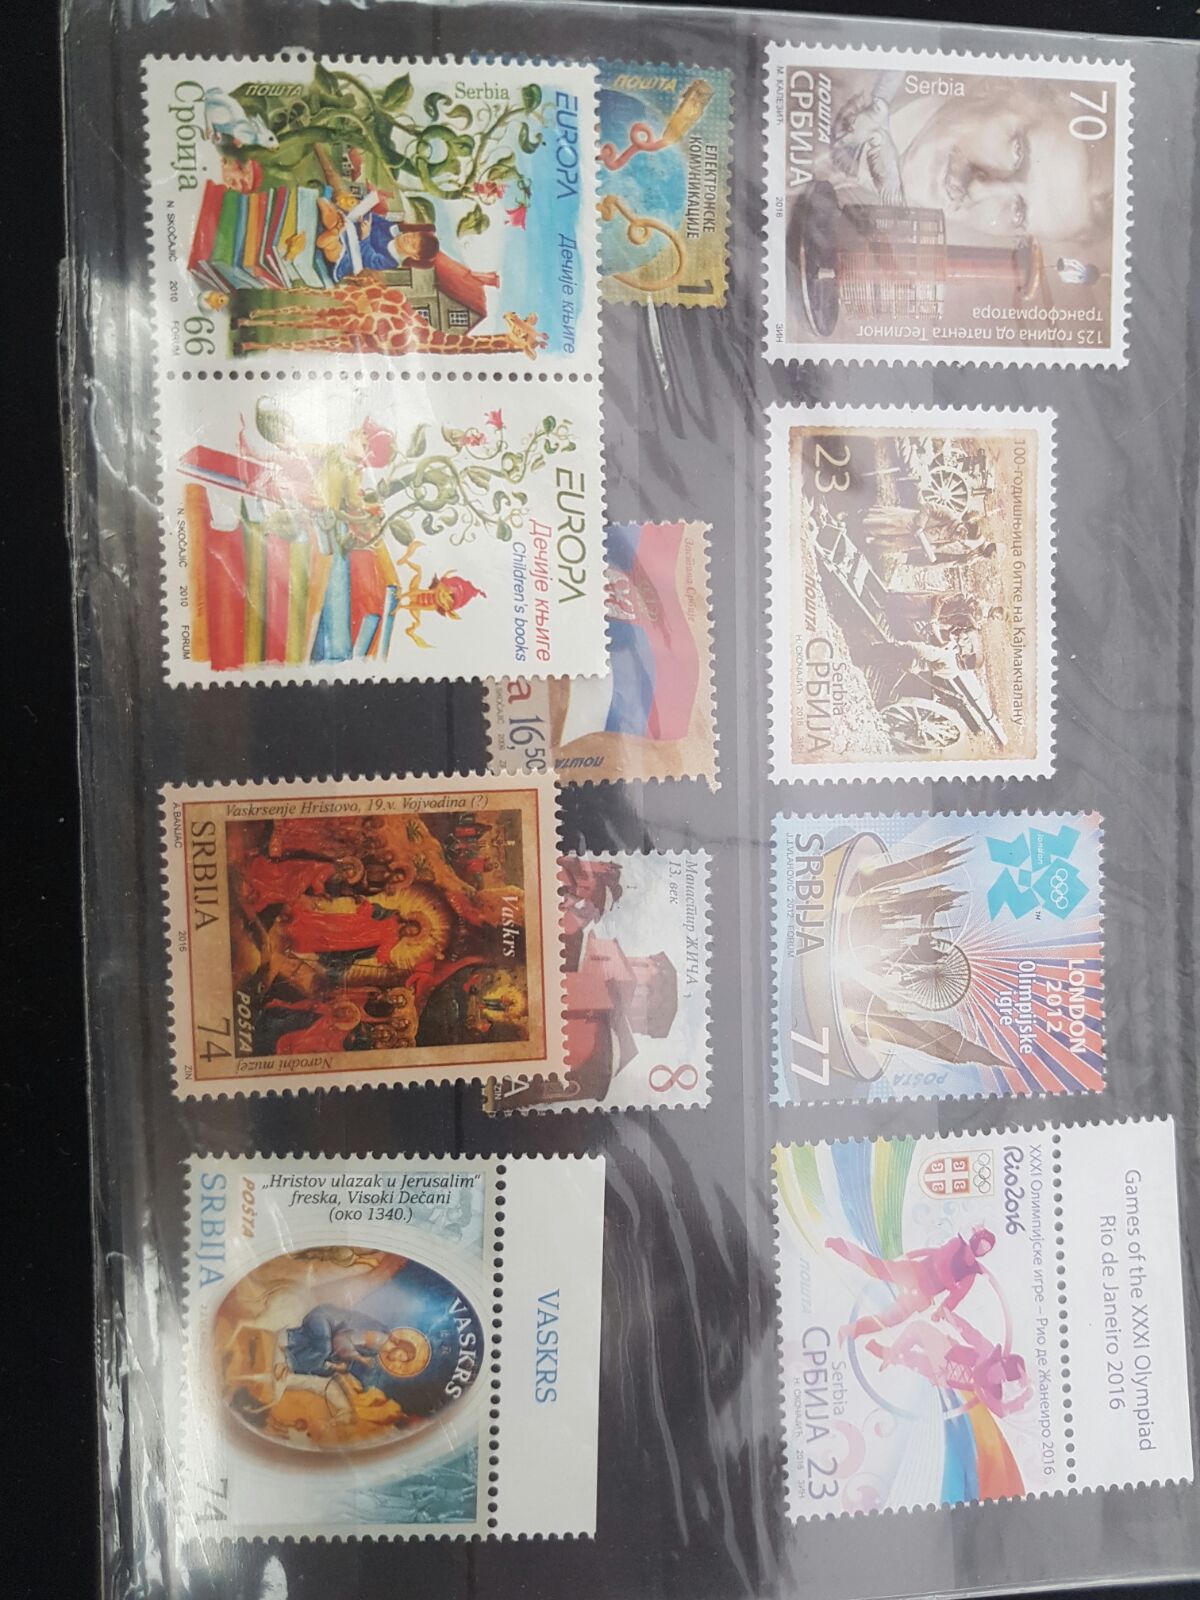 70
125 година од патента Теслиног
трансформатора
Serbia
ПОШТА
СРБИЈА
М. КАЛЕЗИЋ 2016 ЗИН
100-годишњица битке на Кајмакчалану
23
ПОШТА
Serbia
СРБИЈА
Н. СКОЧАЈИЋ 2016 ЗИН
london
LONDON
2012
Olimpijske
igre
POŠTA
SRBIJA
77
J.J.VLAHOVIĆ 2012 FORUM
Games of the XXXI Olympiad
Rio de Janeiro 2016
XXXI Олимпијске игре – Рио де Жанеиро 2016
Rio2016
Serbia
ПОШТА СРБИЈА 23
Н. СКОЧАЈИЋ 2016 ЗИН
ЕЛЕКТРОНСКЕ
КОМУНИКАЦИЈЕ
1
ПОШТА
Застава Србије
ПОШТА
a 16,50
SKOČAJIĆ 2006
Манастир ЖИЧА
13. век
8
A
ZIN
EUROPA Дечије књиге
Serbia
ПОШТА
Србија 66
N. SKOČAJIĆ 2010 FORUM
EUROPA
Дечије књиге
Children's books
N. SKOČAJIĆ 2010 FORUM
Vaskrs
Vaskrsenje Hristovo, 19.v. Vojvodina (?)
Narodni muzej
POŠTA
SRBIJA 74
A.BANJAC 2016 ZIN
VASKRS
VASKRS
„Hristov ulazak u Jerusalim“
freska, Visoki Dečani
(oko 1340.)
POŠTA
SRBIJA 74